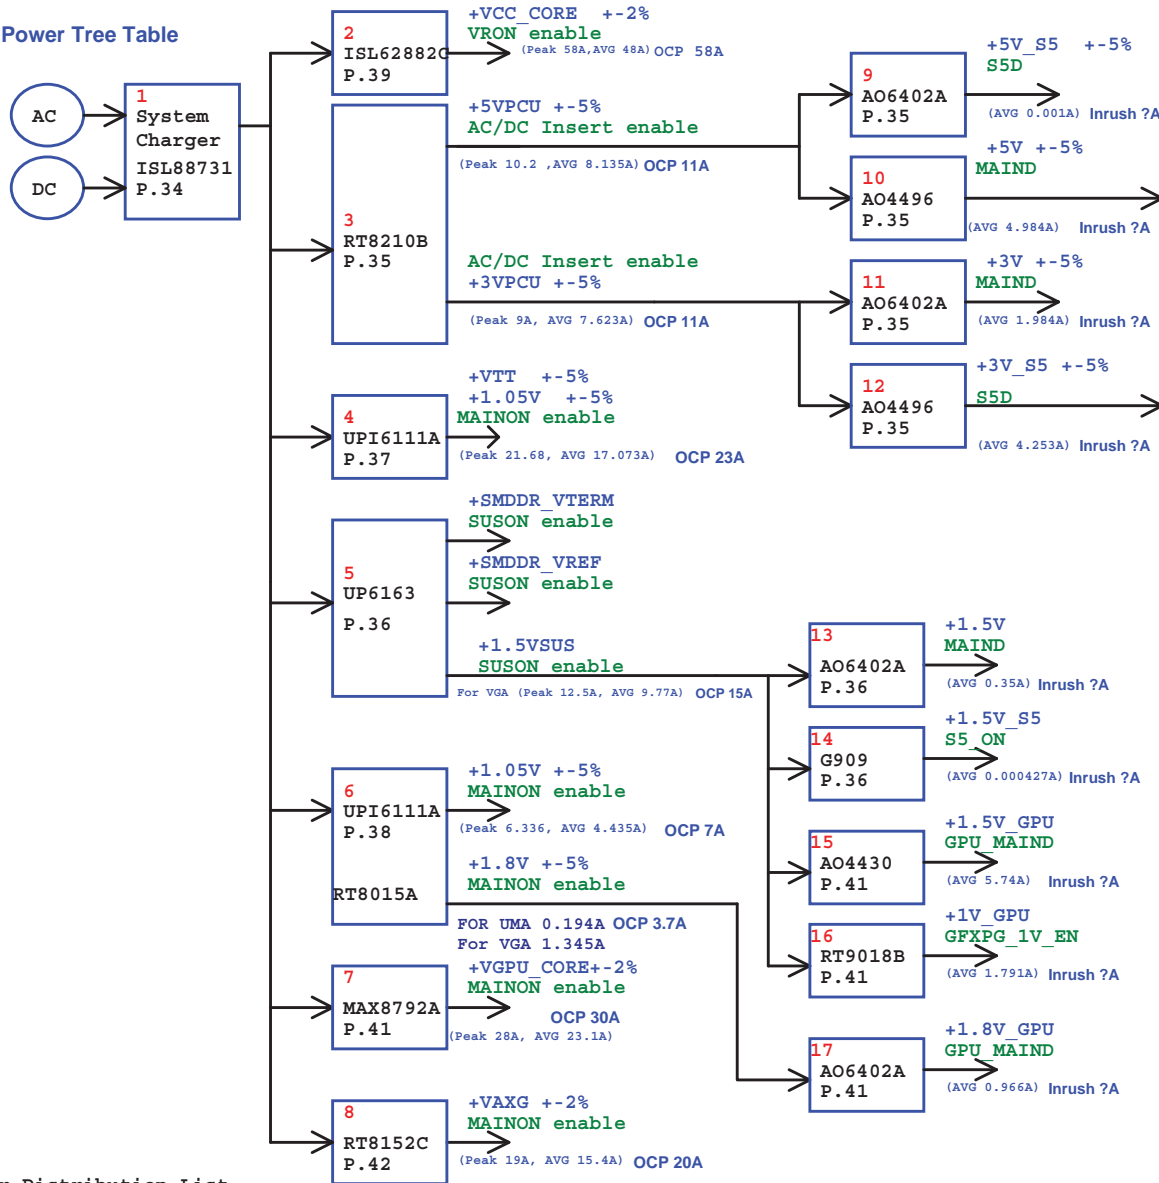 Power Tree Table
AC
DC
1
System
Charger
ISL88731
P.34
2
ISL62882C
P.39
+VCC_CORE +-2%
VRON enable
(Peak 58A,AVG 48A) OCP 58A
3
RT8210B
P.35
+5VPCU +-5%
AC/DC Insert enable
(Peak 10.2 ,AVG 8.135A) OCP 11A
AC/DC Insert enable
+3VPCU +-5%
(Peak 9A, AVG 7.623A) OCP 11A
9
AO6402A
P.35
+5V_S5 +-5%
S5D
(AVG 0.001A) Inrush ?A
10
AO4496
P.35
+5V +-5%
MAIND
(AVG 4.984A) Inrush ?A
11
AO6402A
P.35
+3V +-5%
MAIND
(AVG 1.984A) Inrush ?A
12
AO4496
P.35
+3V_S5 +-5%
S5D
(AVG 4.253A) Inrush ?A
4
UPI6111A
P.37
+VTT +-5%
+1.05V +-5%
MAINON enable
(Peak 21.68, AVG 17.073A) OCP 23A
5
UP6163
P.36
+SMDDR_VTERM
SUSON enable
+SMDDR_VREF
SUSON enable
+1.5VSUS
SUSON enable
For VGA (Peak 12.5A, AVG 9.77A) OCP 15A
13
AO6402A
P.36
+1.5V
MAIND
(AVG 0.35A) Inrush ?A
14
G909
P.36
+1.5V_S5
S5_ON
(AVG 0.000427A) Inrush ?A
15
AO4430
P.41
+1.5V_GPU
GPU_MAIND
(AVG 5.74A) Inrush ?A
16
RT9018B
P.41
+1V_GPU
GFXPG_1V_EN
(AVG 1.791A) Inrush ?A
6
UPI6111A
P.38
RT8015A
+1.05V +-5%
MAINON enable
(Peak 6.336, AVG 4.435A) OCP 7A
+1.8V +-5%
MAINON enable
FOR UMA 0.194A OCP 3.7A
For VGA 1.345A
17
AO6402A
P.41
+1.8V_GPU
GPU_MAIND
(AVG 0.966A) Inrush ?A
7
MAX8792A
P.41
+VGPU_CORE+-2%
MAINON enable
OCP 30A
(Peak 28A, AVG 23.1A)
8
RT8152C
P.42
+VAXG +-2%
MAINON enable
(Peak 19A, AVG 15.4A) OCP 20A
Distribution List